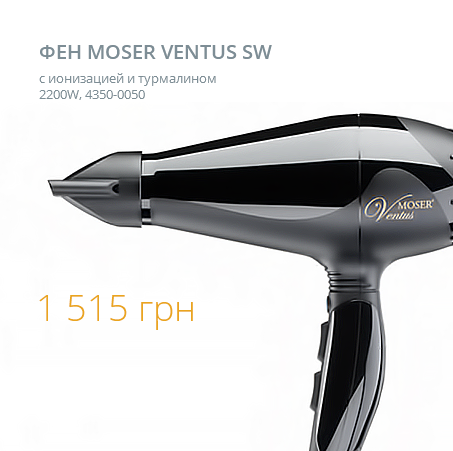 ФЕН MOSER VENTUS SW
с ионизацией и турмалином
2200W, 4350-0050
MOSER®
Ventus
1 515 грн